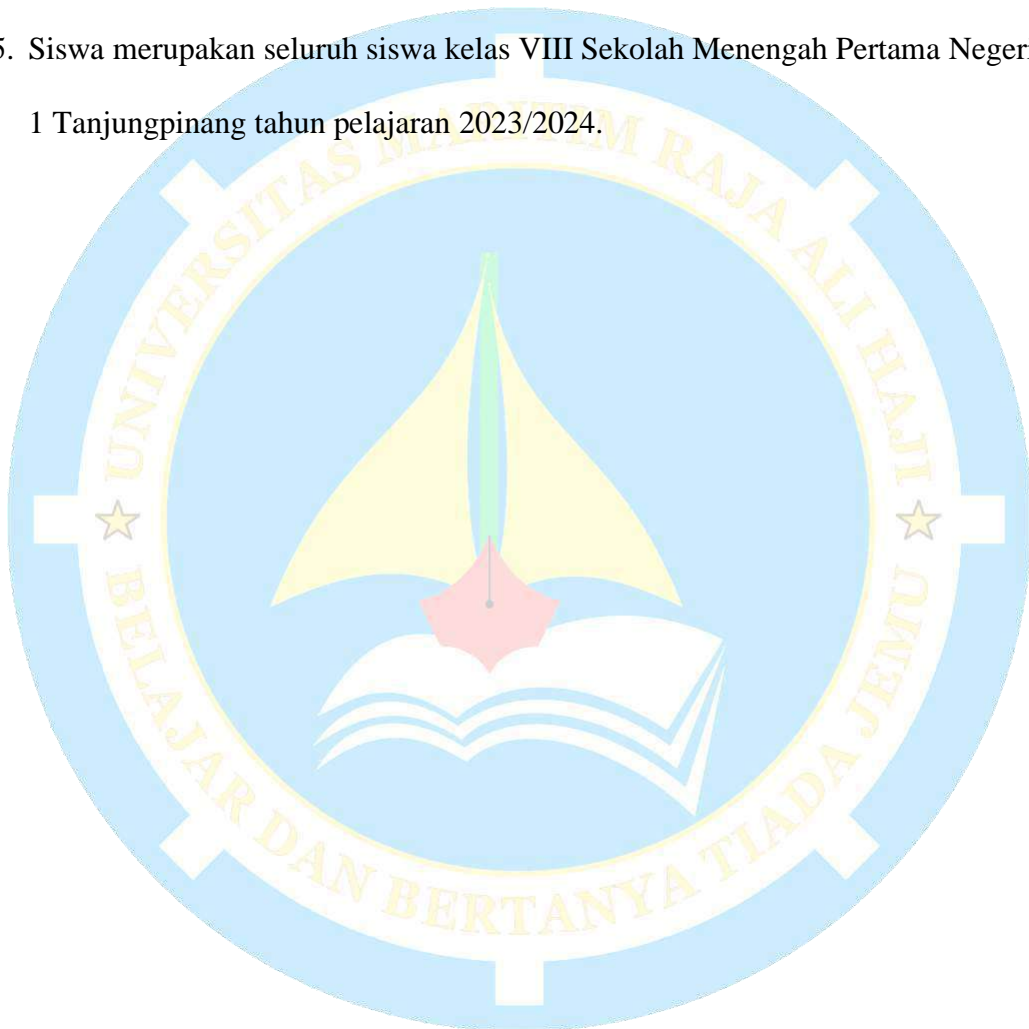 5. Siswa merupakan seluruh siswa kelas VIII Sekolah Menengah Pertama Negeri
1 Tanjungpinang tahun pelajaran 2023/2024.
UNIVERSITAS MARITIM RAJA ALI HAJI
BELAJAR DAN BERTANYA TIADA JEMU